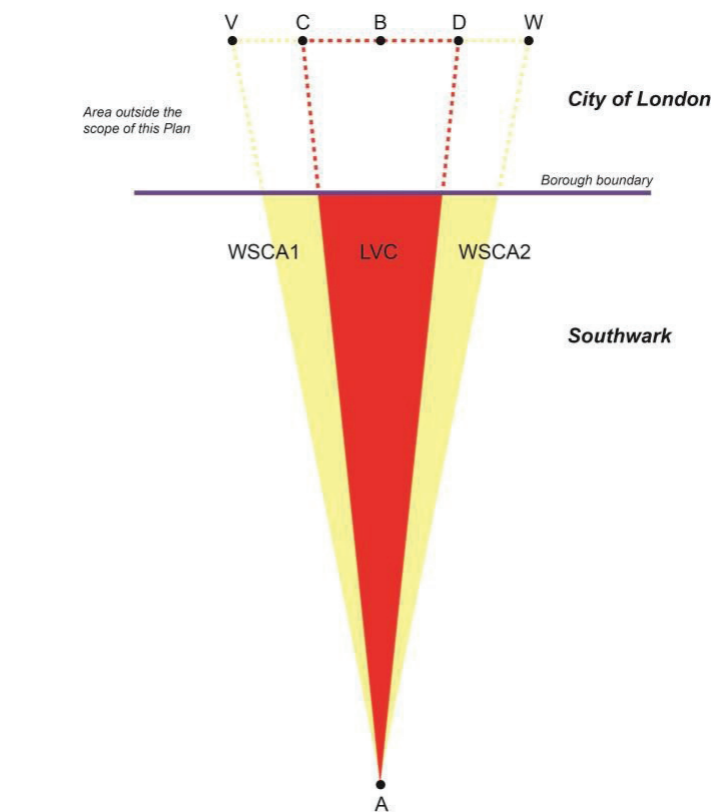 V C B D W
City of London
Area outside the
scope of this Plan
Borough boundary
WSCA1 LVC WSCA2
Southwark
A